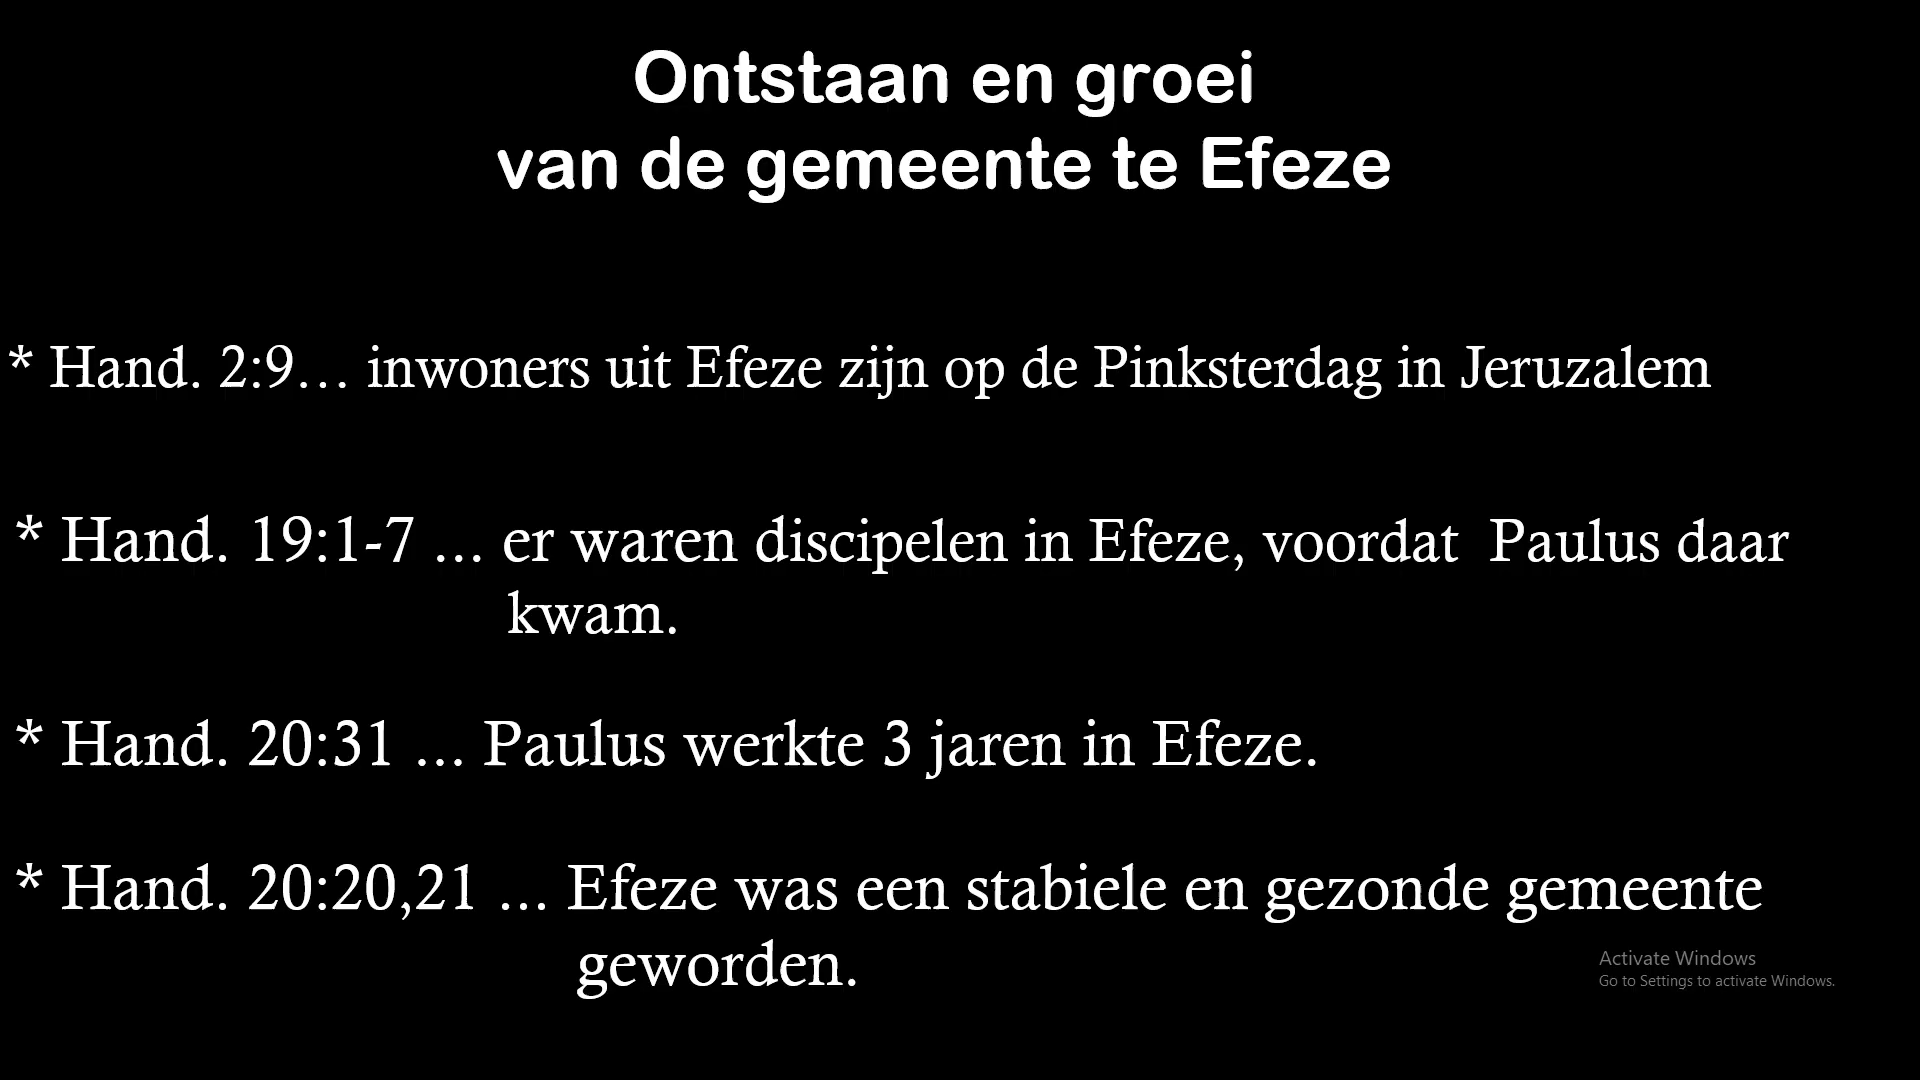 Ontstaan en groei
van de gemeente te Efeze
* Hand. 2:9… inwoners uit Efeze zijn op de Pinksterdag in Jeruzalem
* Hand. 19:1-7 ... er waren discipelen in Efeze, voordat  Paulus daar
kwam.
* Hand. 20:31 ... Paulus werkte 3 jaren in Efeze.
* Hand. 20:20,21 ... Efeze was een stabiele en gezonde gemeente
geworden.
Activate Windows
Go to Settings to activate Windows.